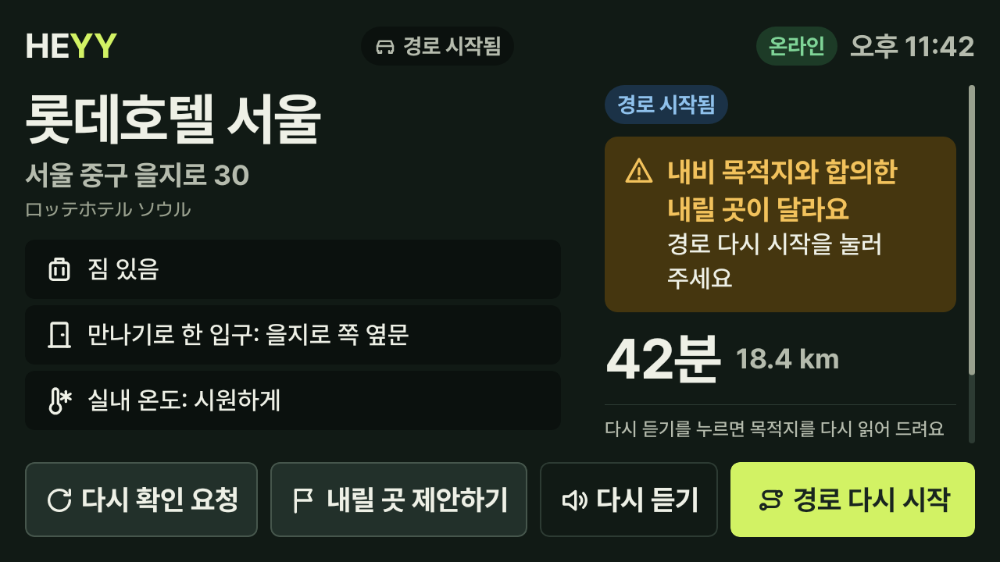 HEYY
경로 시작됨
온라인
오후 11:42
롯데호텔 서울
서울 중구 을지로 30
ロッテホテル ソウル
짐 있음
만나기로 한 입구: 을지로 쪽 옆문
실내 온도: 시원하게
경로 시작됨
내비 목적지와 합의한
내릴 곳이 달라요
경로 다시 시작을 눌러
주세요
42분 18.4 km
다시 듣기를 누르면 목적지를 다시 읽어 드려요
다시 확인 요청
내릴 곳 제안하기
다시 듣기
경로 다시 시작